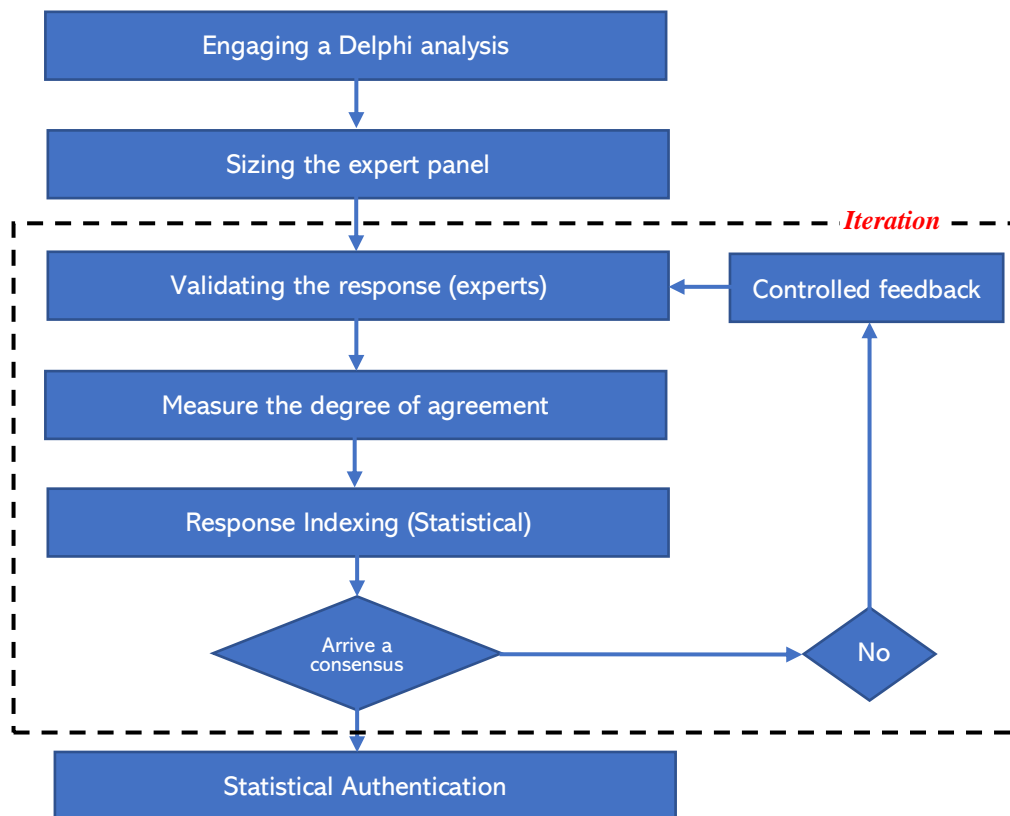 Engaging a Delphi analysis
Sizing the expert panel
Iteration
Validating the response (experts)
Controlled feedback
Measure the degree of agreement
Response Indexing (Statistical)
Arrive a
consensus
No
Statistical Authentication